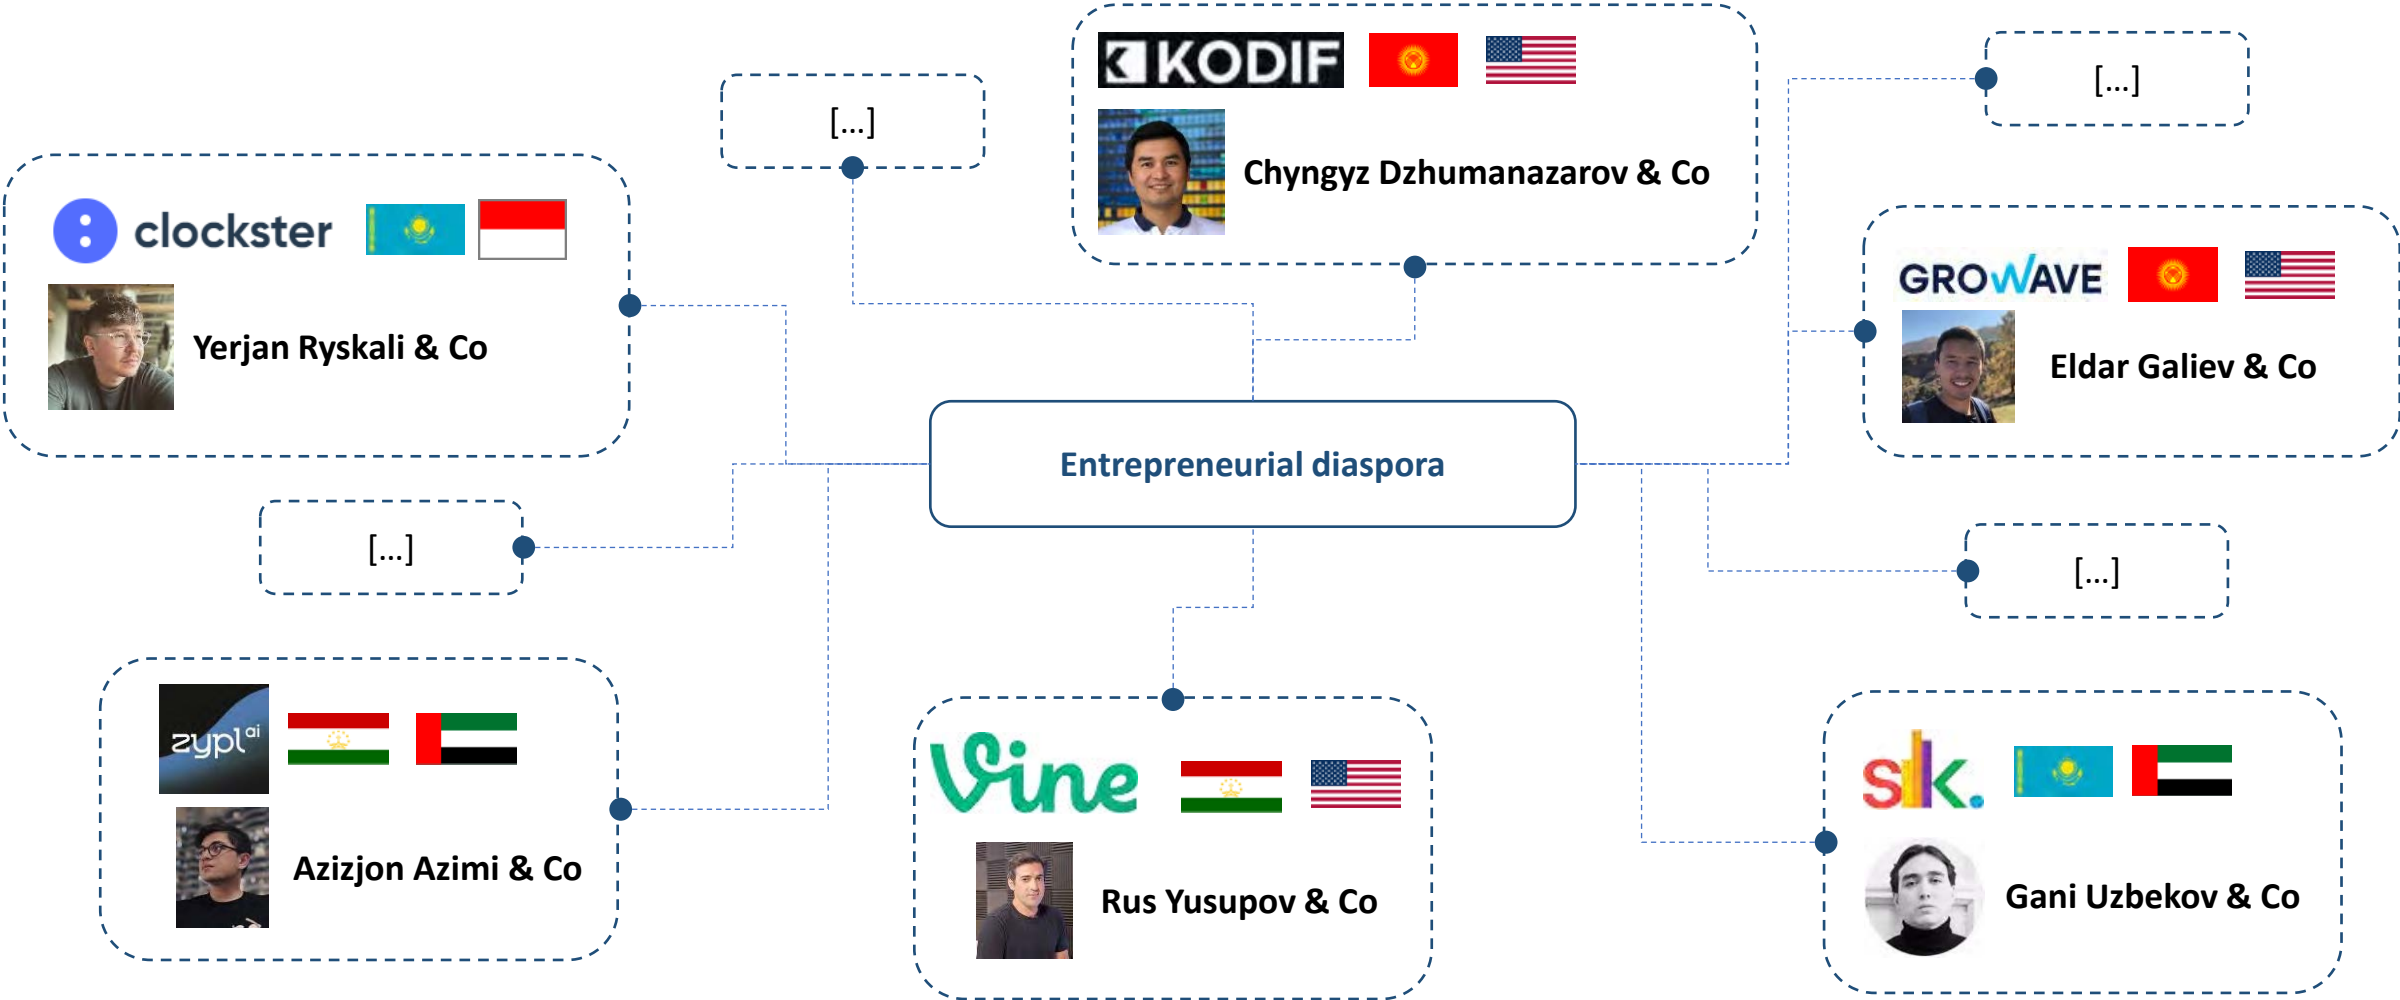 KODIF
Chyngyz Dzhumanazarov & Co
[...]
[...]
clockster
Yerjan Ryskali & Co
GROWAVE
Eldar Galiev & Co
Entrepreneurial diaspora
[...]
[...]
zypl ai
Azizjon Azimi & Co
Vine
Rus Yusupov & Co
silk.
Gani Uzbekov & Co